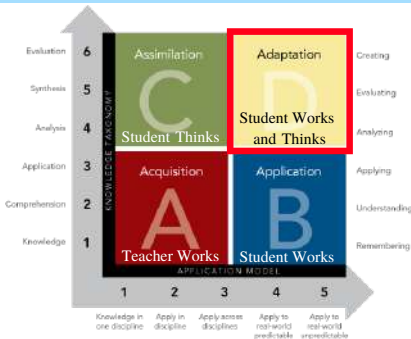 Evaluation 6 Assimilation Adaptation Creating
Synthesis 5 C D Evaluating
Analysis 4 Student Thinks Student Works and Thinks Analyzing
Application 3 Acquisition Application Applying
Comprehension 2 A B Understanding
Knowledge 1 Teacher Works Student Works Remembering
KNOWLEDGE TAXONOMY
APPLICATION MODEL
1 2 3 4 5
Knowledge in one discipline
Apply in discipline
Apply across disciplines
Apply to real-world predictable
Apply to real-world unpredictable